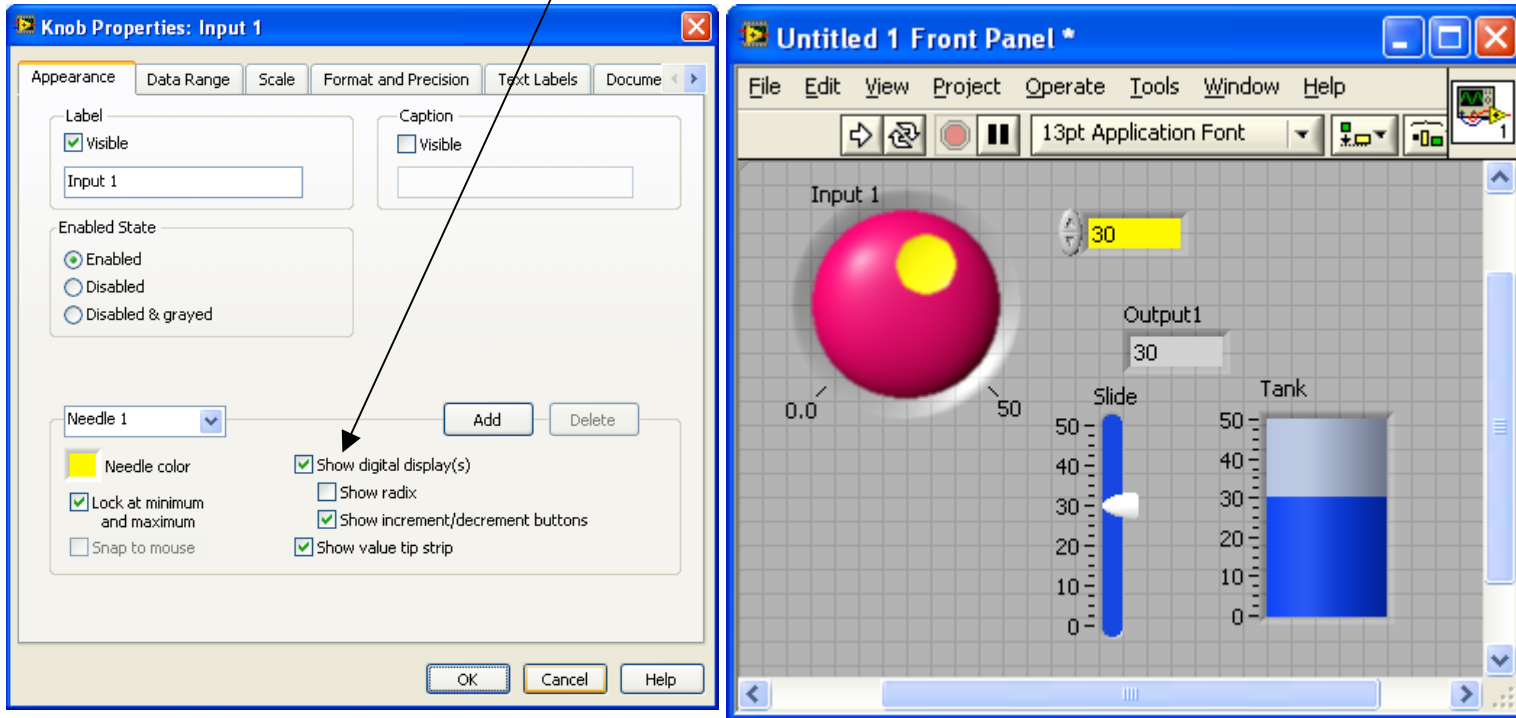 Knob Properties: Input 1
Appearance Data Range Scale Format and Precision Text Labels Docume
Label
Visible
Input 1
Caption
Visible
Enabled State
Enabled
Disabled
Disabled & grayed
Needle 1
Add Delete
Needle color
Lock at minimum
and maximum
Snap to mouse
Show digital display(s)
Show radix
Show increment/decrement buttons
Show value tip strip
OK Cancel Help
Untitled 1 Front Panel *
File Edit View Project Operate Tools Window Help
13pt Application Font
1
Input 1
0.0
50
30
Output1
30
Slide
50
40
30
20
10
0
Tank
50
40
30
20
10
0